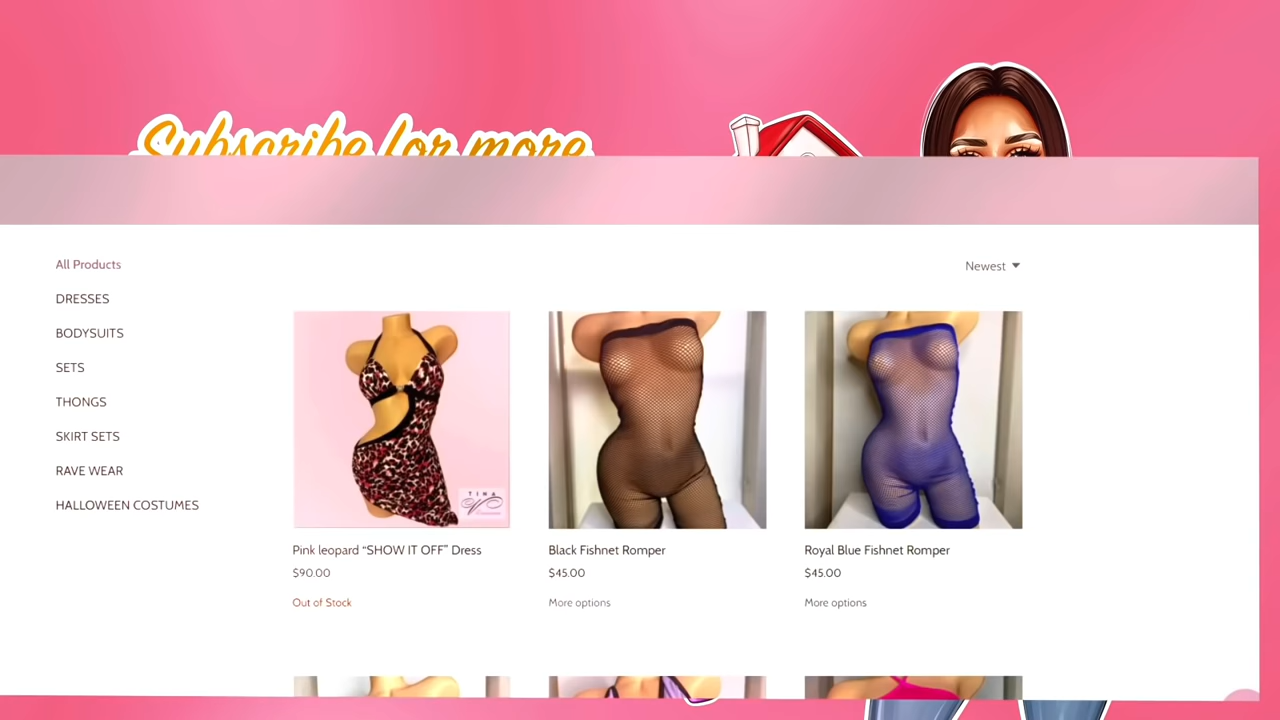 Subscribe for more
All Products
Newest
DRESSES
BODYSUITS
SETS
THONGS
SKIRT SETS
RAVE WEAR
HALLOWEEN COSTUMES
TINA
Pink leopard “SHOW IT OFF” Dress
$90.00
Out of Stock
Black Fishnet Romper
$45.00
More options
Royal Blue Fishnet Romper
$45.00
More options